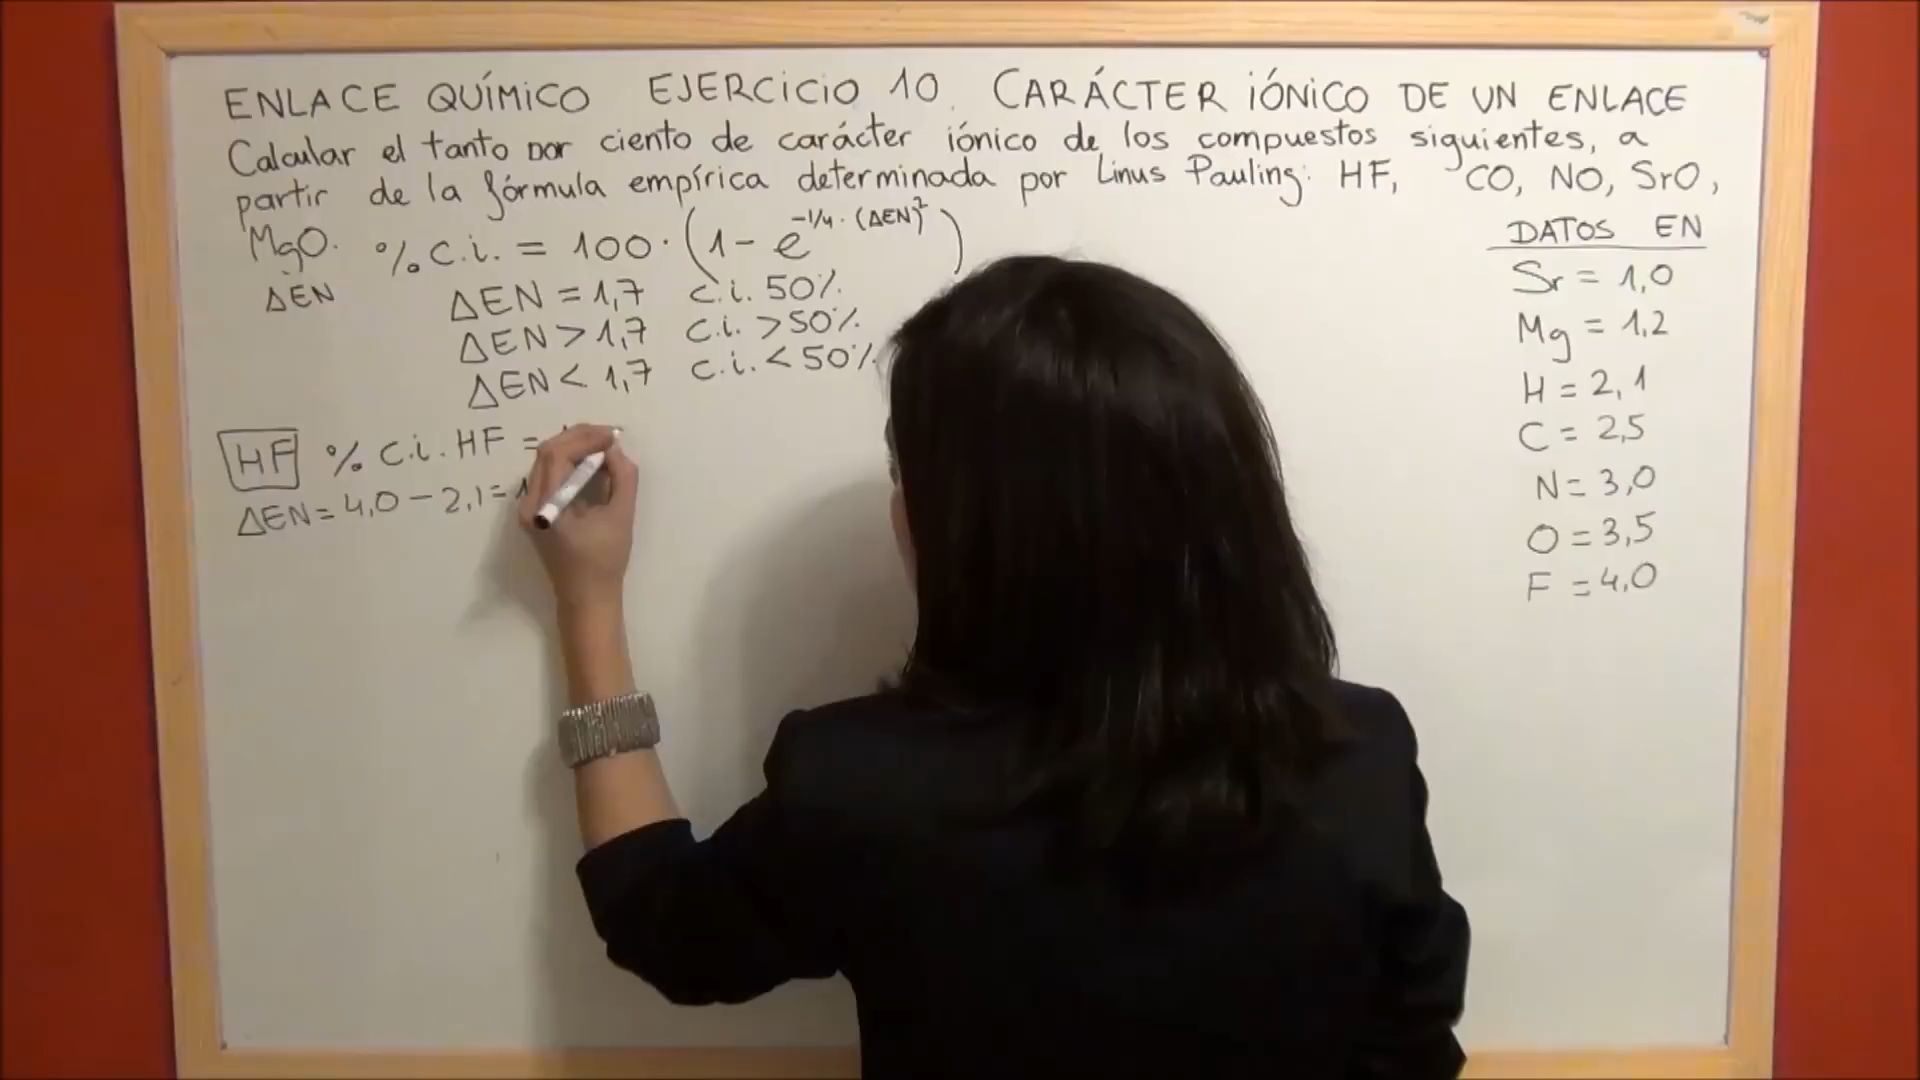 ENLACE QUÍMICO EJERCICIO 10. CARÁCTER IÓNICO DE UN ENLACE
Calcular el tanto por ciento de carácter iónico de los compuestos siguientes, a
partir de la fórmula empírica determinada por Linus Pauling: HF, CO, NO, SrO,
MgO. % c.i. = 100 · (1 - e^-1/4 · (ΔEN)²)
ΔEN
ΔEN = 1,7 c.i. 50%
ΔEN > 1,7 c.i. > 50%
ΔEN < 1,7 c.i. < 50%
HF % c.i. HF =
ΔEN = 4,0 - 2,1 = 1
DATOS EN
Sr = 1,0
Mg = 1,2
H = 2,1
C = 2,5
N = 3,0
O = 3,5
F = 4,0